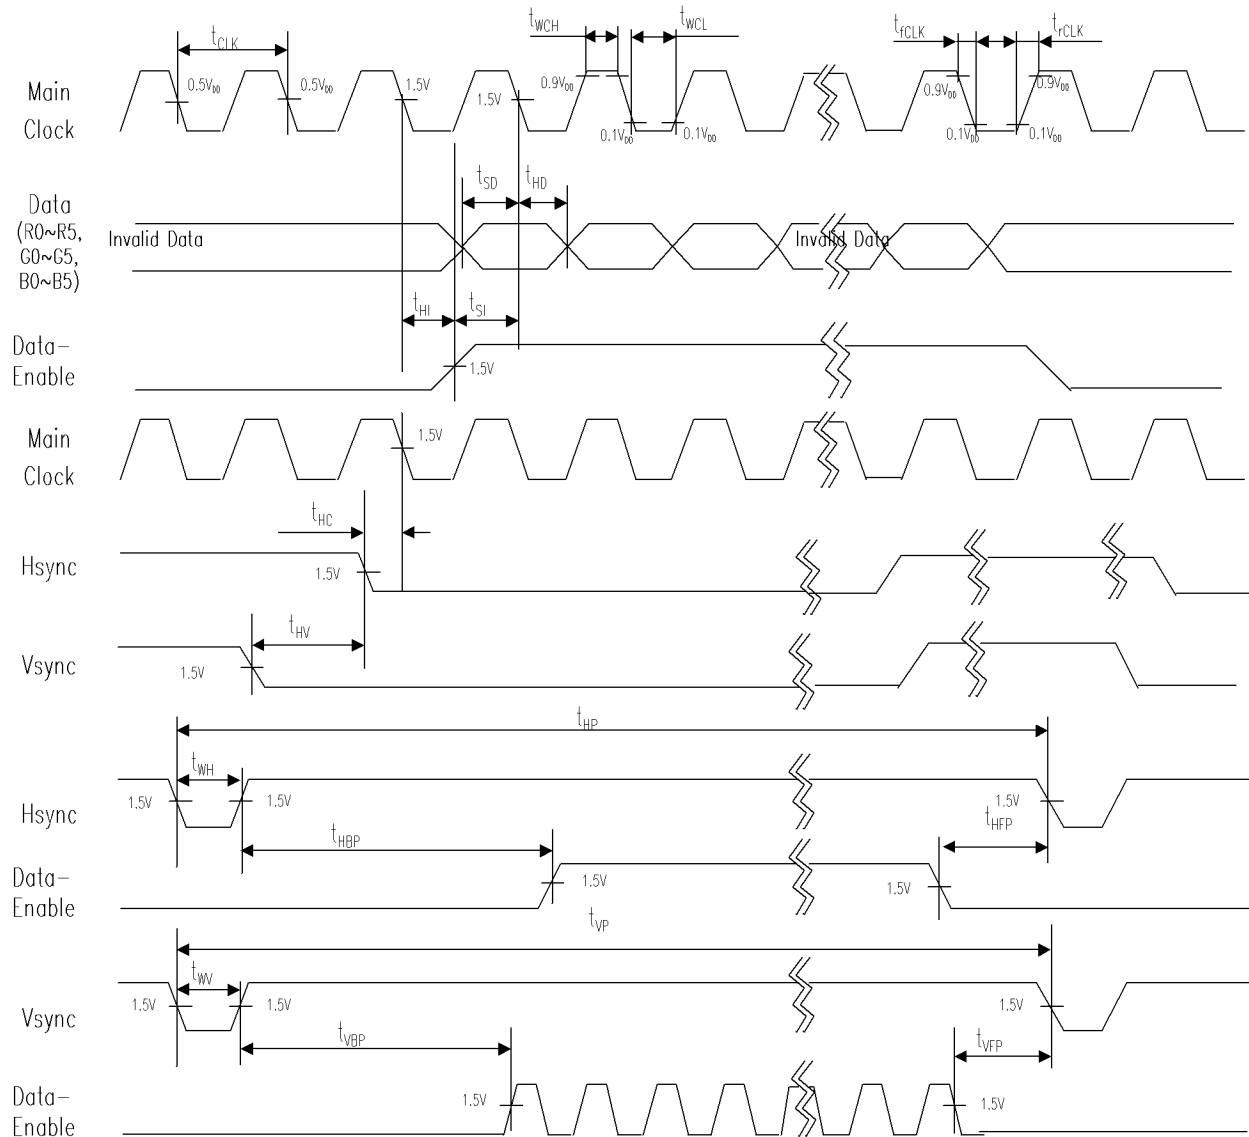 tWCH tWCL tfCLK trCLK
tCLK
Main
Clock
0.5VDD 0.5VDD 1.5V 1.5V 0.9VDD 0.1VDD 0.1VDD 0.9VDD 0.1VDD 0.1VDD 0.9VDD
tSD tHD
Data
(R0~R5,
G0~G5,
B0~B5)
Invalid Data Invalid Data
tHI tSI
Data-
Enable
1.5V
Main
Clock
1.5V
tHC
Hsync
1.5V
tHV
Vsync
1.5V
tHP
tWH
Hsync
1.5V 1.5V 1.5V
tHBP tHFP
Data-
Enable
1.5V 1.5V
tVP
tWV
Vsync
1.5V 1.5V 1.5V
tVBP tVFP
Data-
Enable
1.5V 1.5V